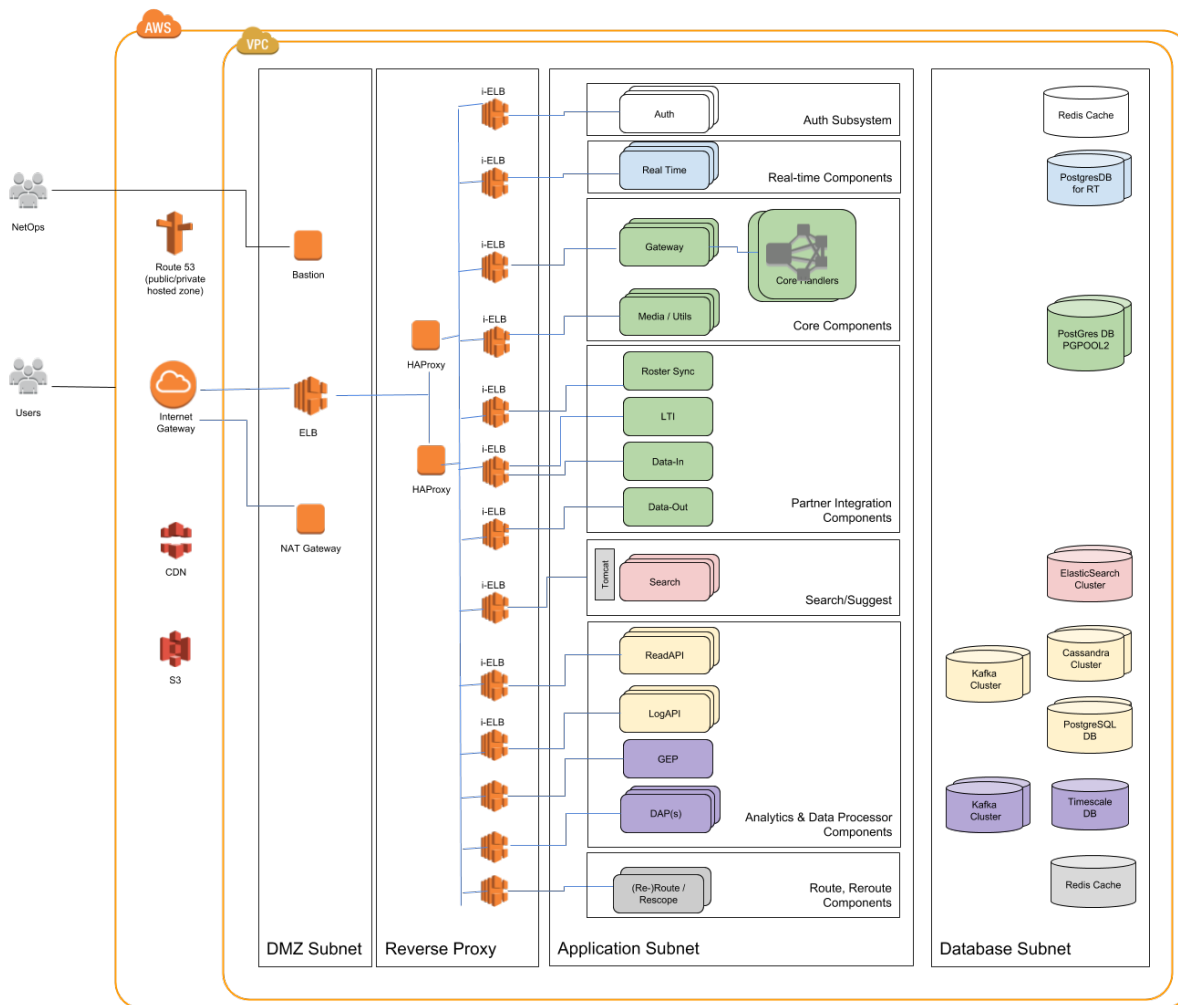 AWS
VPC
NetOps
Users
Route 53
(public/private
hosted zone)
Internet
Gateway
CDN
S3
Bastion
ELB
NAT Gateway
DMZ Subnet
HAProxy
HAProxy
i-ELB
i-ELB
i-ELB
i-ELB
i-ELB
i-ELB
i-ELB
i-ELB
i-ELB
i-ELB
Reverse Proxy
Auth
Auth Subsystem
Real Time
Real-time Components
Gateway
Core Handlers
Media / Utils
Core Components
Roster Sync
LTI
Data-In
Data-Out
Partner Integration
Components
Tomcat
Search
Search/Suggest
ReadAPI
LogAPI
GEP
DAP(s)
Analytics & Data Processor
Components
(Re-)Route /
Rescope
Route, Reroute
Components
Application Subnet
Redis Cache
PostgresDB
for RT
PostGres DB
PGPOOL2
ElasticSearch
Cluster
Cassandra
Cluster
Kafka
Cluster
PostgreSQL
DB
Kafka
Cluster
Timescale
DB
Redis Cache
Database Subnet